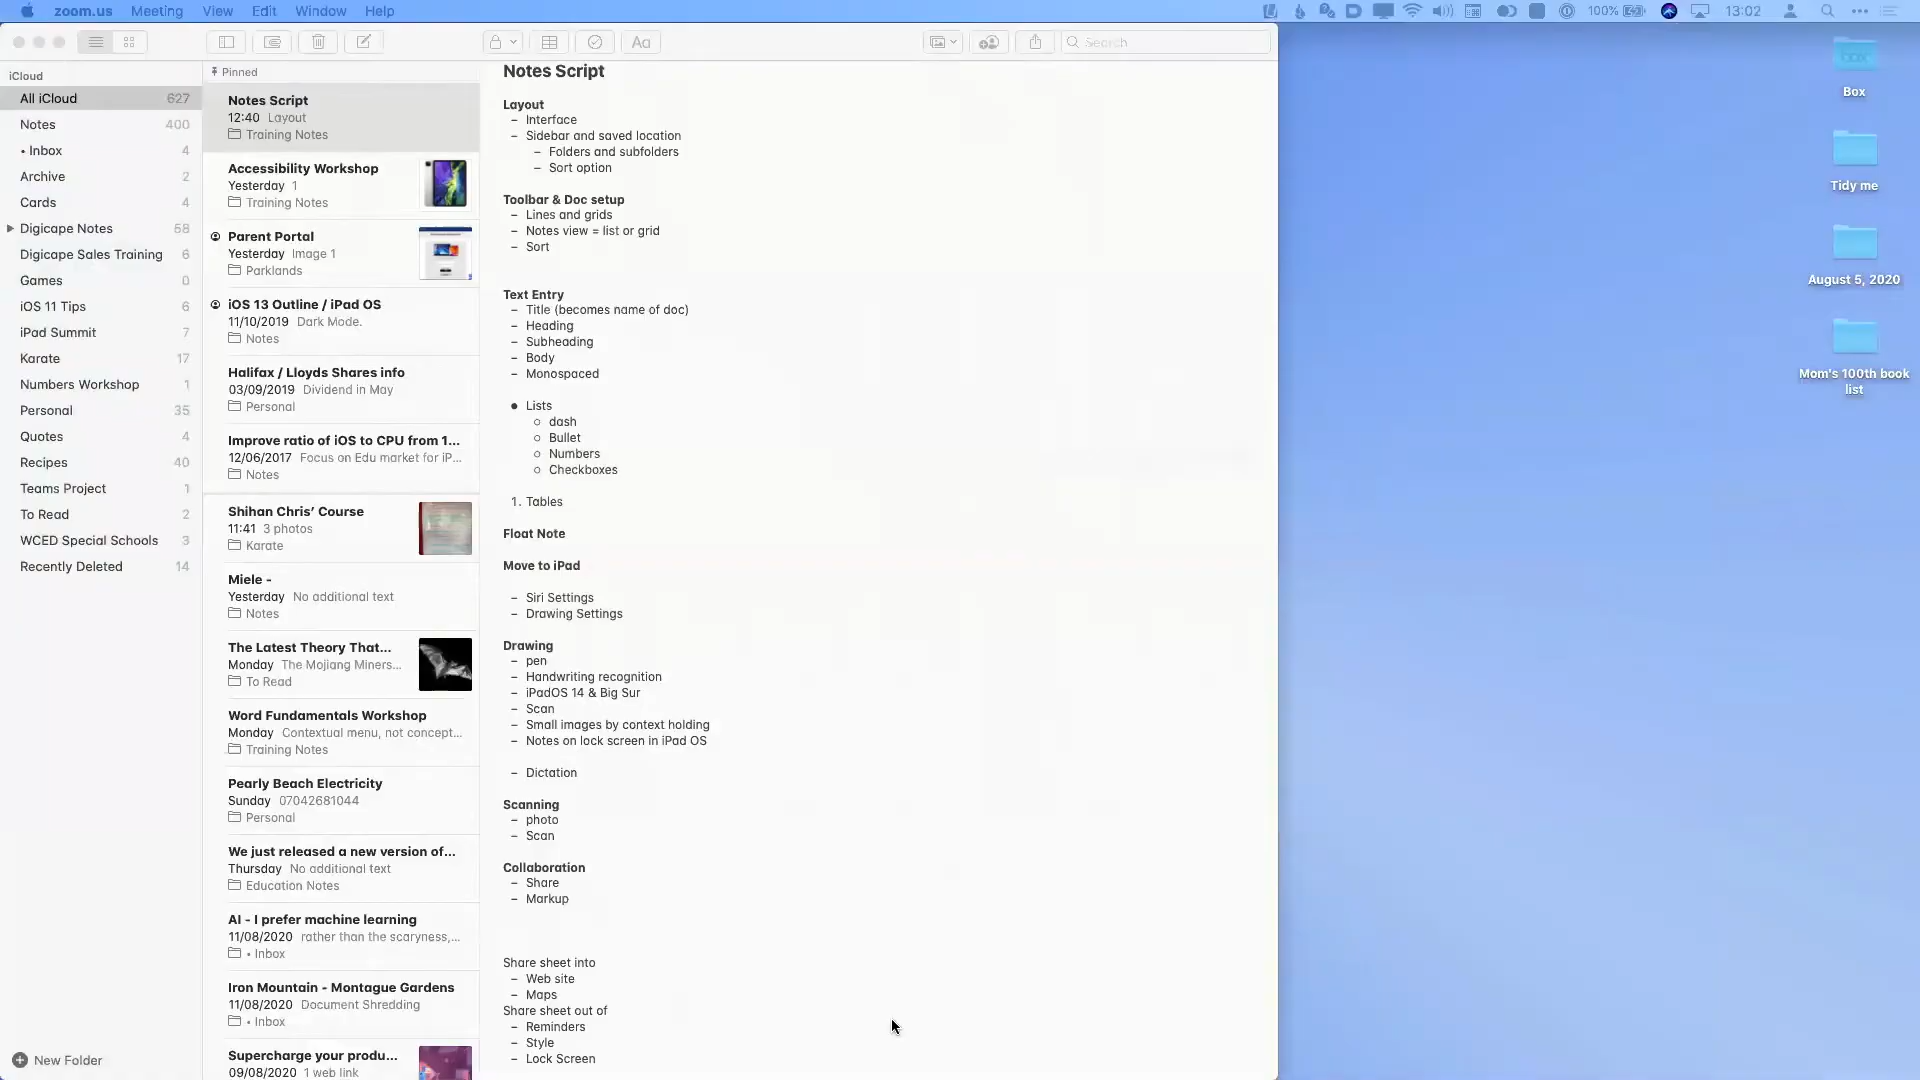 zoom.us Meeting View Edit Window Help 100% 13:02
Aa Search
iCloud
All iCloud 627
Notes 400
• Inbox 4
Archive 2
Cards 4
Digicape Notes 58
Digicape Sales Training 6
Games 0
iOS 11 Tips 6
iPad Summit 7
Karate 17
Numbers Workshop 1
Personal 35
Quotes 4
Recipes 40
Teams Project 1
To Read 2
WCED Special Schools 3
Recently Deleted 14
New Folder
Pinned
Notes Script
12:40 Layout
Training Notes
Accessibility Workshop
Yesterday 1
Training Notes
Parent Portal
Yesterday Image 1
Parklands
iOS 13 Outline / iPad OS
11/10/2019 Dark Mode.
Notes
Halifax / Lloyds Shares info
03/09/2019 Dividend in May
Personal
Improve ratio of iOS to CPU from 1...
12/06/2017 Focus on Edu market for iP...
Notes
Shihan Chris’ Course
11:41 3 photos
Karate
Miele -
Yesterday No additional text
Notes
The Latest Theory That...
Monday The Mojiang Miners...
To Read
Word Fundamentals Workshop
Monday Contextual menu, not concept...
Training Notes
Pearly Beach Electricity
Sunday 07042681044
Personal
We just released a new version of...
Thursday No additional text
Education Notes
AI - I prefer machine learning
11/08/2020 rather than the scaryness,...
• Inbox
Iron Mountain - Montague Gardens
11/08/2020 Document Shredding
• Inbox
Supercharge your produ...
09/08/2020 1 web link
Notes Script
Layout
– Interface
– Sidebar and saved location
– Folders and subfolders
– Sort option
Toolbar & Doc setup
– Lines and grids
– Notes view = list or grid
– Sort
Text Entry
– Title (becomes name of doc)
– Heading
– Subheading
– Body
– Monospaced
• Lists
◦ dash
◦ Bullet
◦ Numbers
◦ Checkboxes
1. Tables
Float Note
Move to iPad
– Siri Settings
– Drawing Settings
Drawing
– pen
– Handwriting recognition
– iPadOS 14 & Big Sur
– Scan
– Small images by context holding
– Notes on lock screen in iPad OS
– Dictation
Scanning
– photo
– Scan
Collaboration
– Share
– Markup
Share sheet into
– Web site
– Maps
Share sheet out of
– Reminders
– Style
– Lock Screen
box
Box
Tidy me
August 5, 2020
Mom's 100th book
list